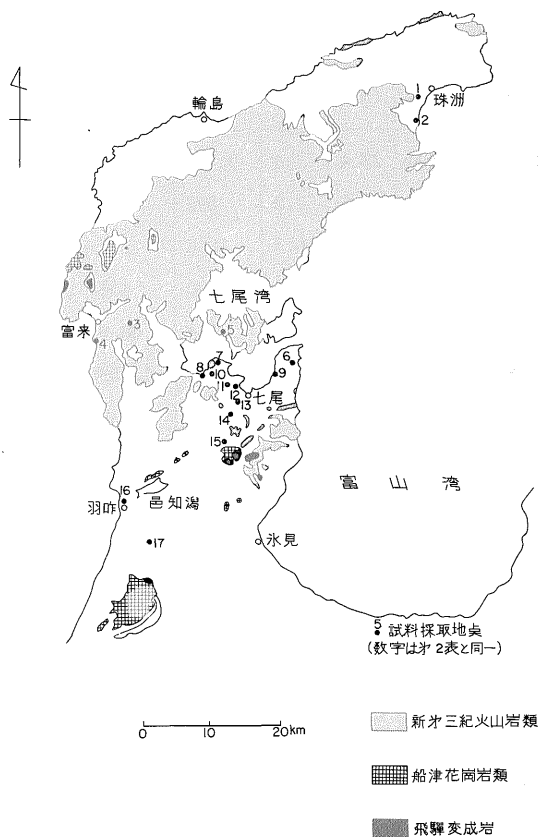 輪島
1
珠洲
2
七尾湾
富来
3
4
5
7
8
10
6
9
11
12
七尾
13
14
15
富山湾
16
羽咋
邑知潟
氷見
17
5
試料採取地点
(数字は才2表と同一)
0
10
20km
新才三紀火山岩類
船津花崗岩類
飛騨変成岩